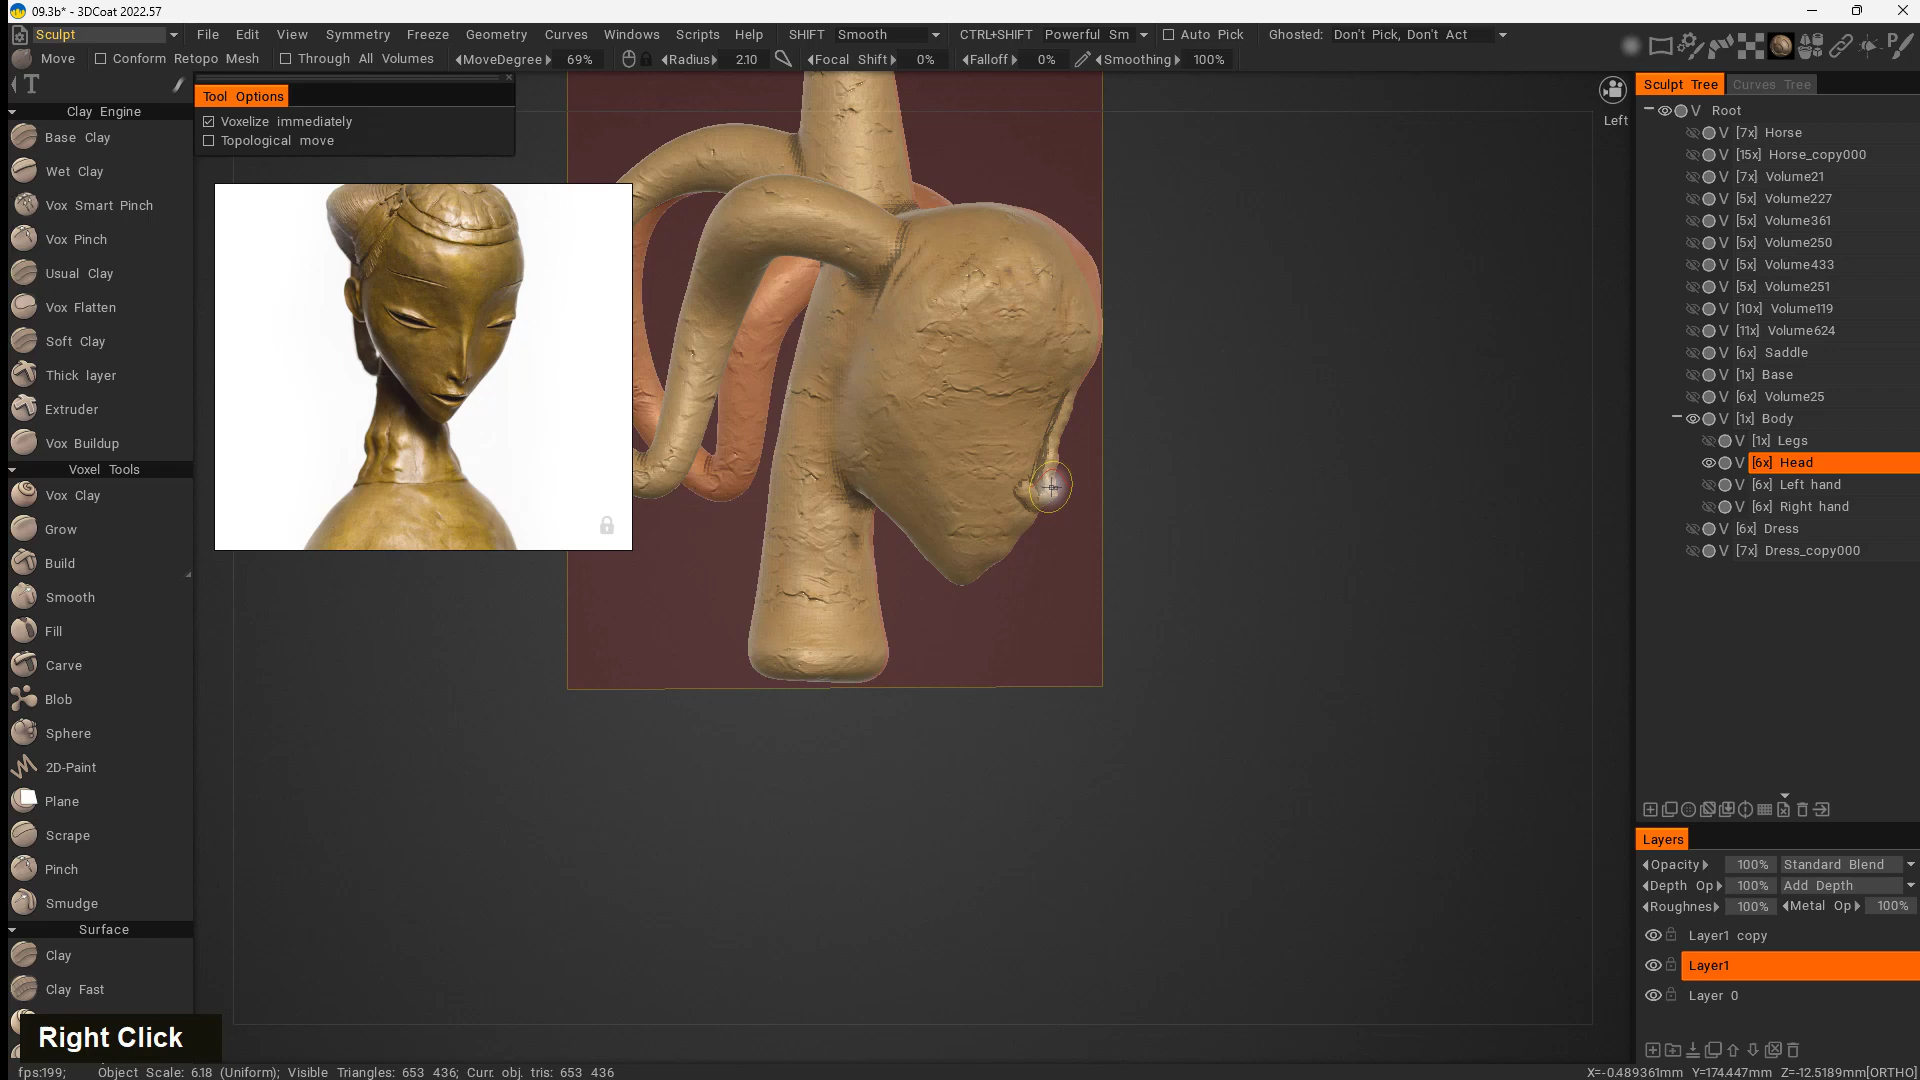 09.3b* - 3DCoat 2022.57
Sculpt File Edit View Symmetry Freeze Geometry Curves Windows Scripts Help SHIFT Smooth CTRL+SHIFT Powerful Sm Auto Pick Ghosted: Don't Pick, Don't Act
Move Conform Retopo Mesh Through All Volumes MoveDegree 69% Radius 2.10 Focal Shift 0% Falloff 0% Smoothing 100%
T
Tool Options
Voxelize immediately
Topological move
Left
Clay Engine
Base Clay
Wet Clay
Vox Smart Pinch
Vox Pinch
Usual Clay
Vox Flatten
Soft Clay
Thick layer
Extruder
Vox Buildup
Voxel Tools
Vox Clay
Grow
Build
Smooth
Fill
Carve
Blob
Sphere
2D-Paint
Plane
Scrape
Pinch
Smudge
Surface
Clay
Clay Fast
Right Click
Sculpt Tree Curves Tree
V Root
V [7x] Horse
V [15x] Horse_copy000
V [7x] Volume21
V [5x] Volume227
V [5x] Volume361
V [5x] Volume250
V [5x] Volume433
V [5x] Volume251
V [10x] Volume119
V [11x] Volume624
V [6x] Saddle
V [1x] Base
V [6x] Volume25
V [1x] Body
V [1x] Legs
V [6x] Head
V [6x] Left hand
V [6x] Right hand
V [6x] Dress
V [7x] Dress_copy000
Layers
Opacity 100% Standard Blend
Depth Op 100% Add Depth
Roughnes 100% Metal Op 100%
Layer1 copy
Layer1
Layer 0
fps:199; Object Scale: 6.18 (Uniform); Visible Triangles: 653 436; Curr. obj. tris: 653 436
X=-0.489361mm Y=174.447mm Z=-12.5189mm[ORTHO]